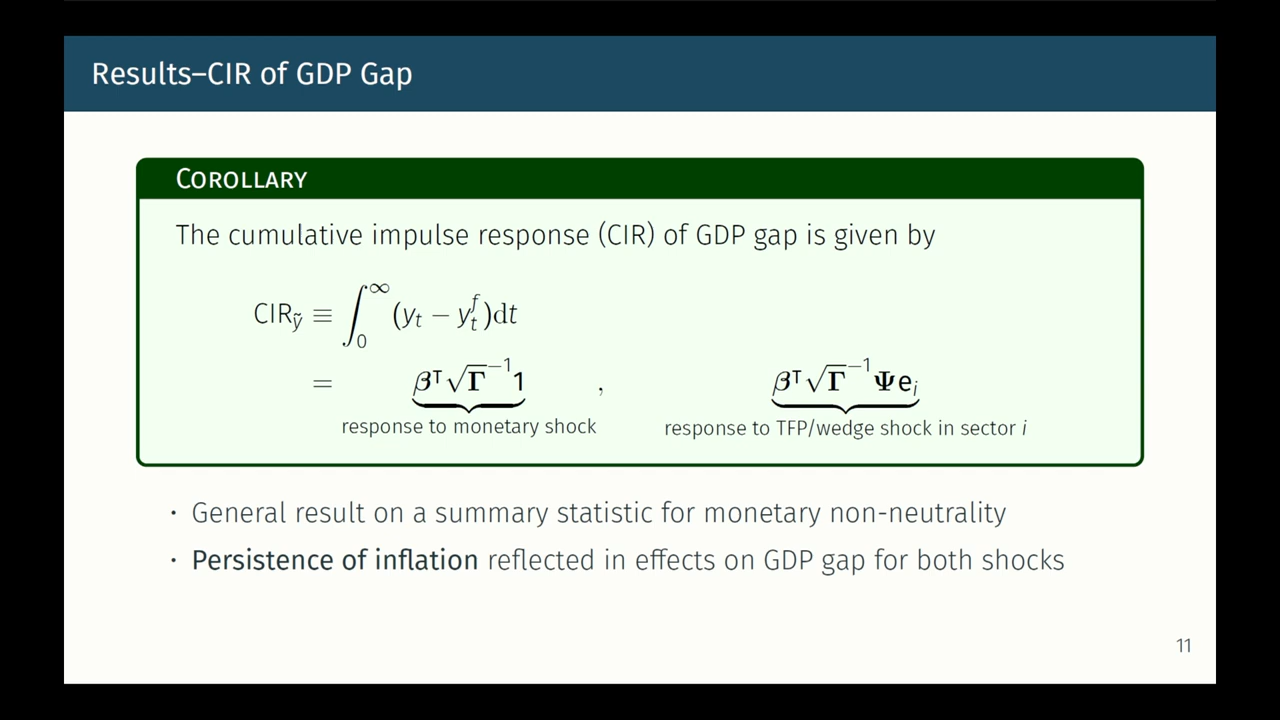 Results–CIR of GDP Gap
COROLLARY
The cumulative impulse response (CIR) of GDP gap is given by
CIR_ỹ ≡ ∫_0^∞ (y_t − y_t^f)dt
= β^⊤ √Γ^−1 1 , β^⊤ √Γ^−1 Ψe_i
response to monetary shock response to TFP/wedge shock in sector i
· General result on a summary statistic for monetary non-neutrality
· Persistence of inflation reflected in effects on GDP gap for both shocks
11